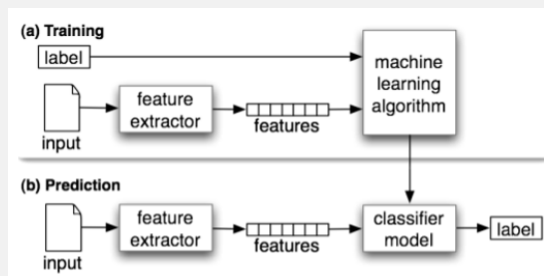 (a) Training
label
machine
learning
algorithm
feature
extractor
features
input
(b) Prediction
feature
extractor
features
classifier
model
label
input